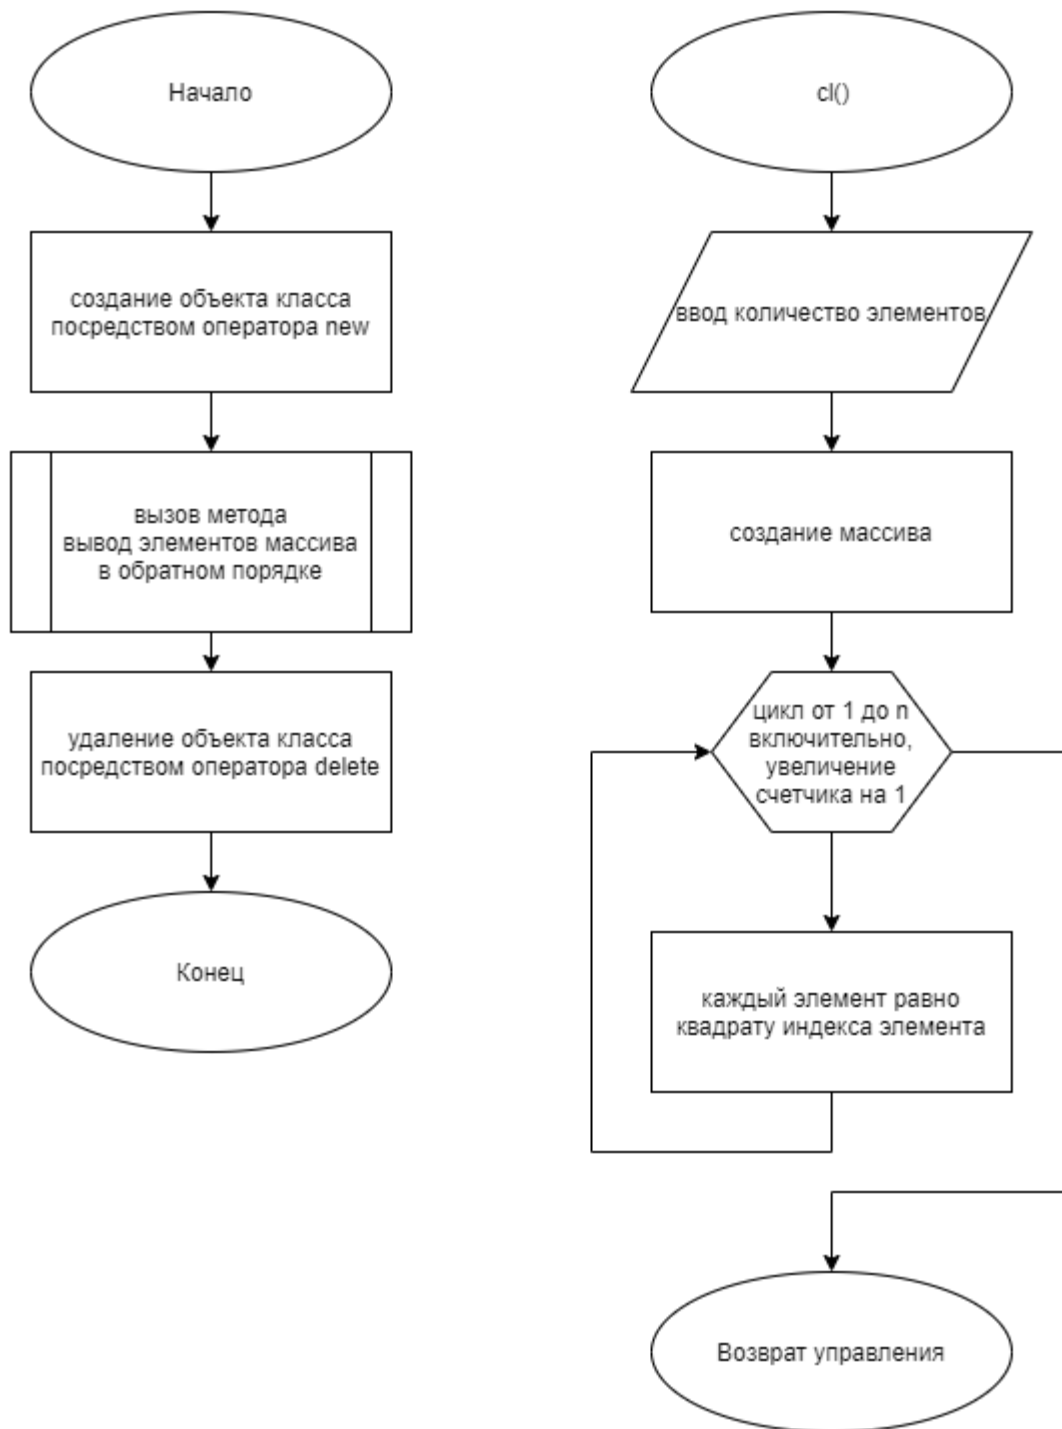 Начало
создание объекта класса
посредством оператора new
вызов метода
вывод элементов массива
в обратном порядке
удаление объекта класса
посредством оператора delete
Конец
cl()
ввод количество элементов
создание массива
цикл от 1 до n
включительно,
увеличение
счетчика на 1
каждый элемент равно
квадрату индекса элемента
Возврат управления